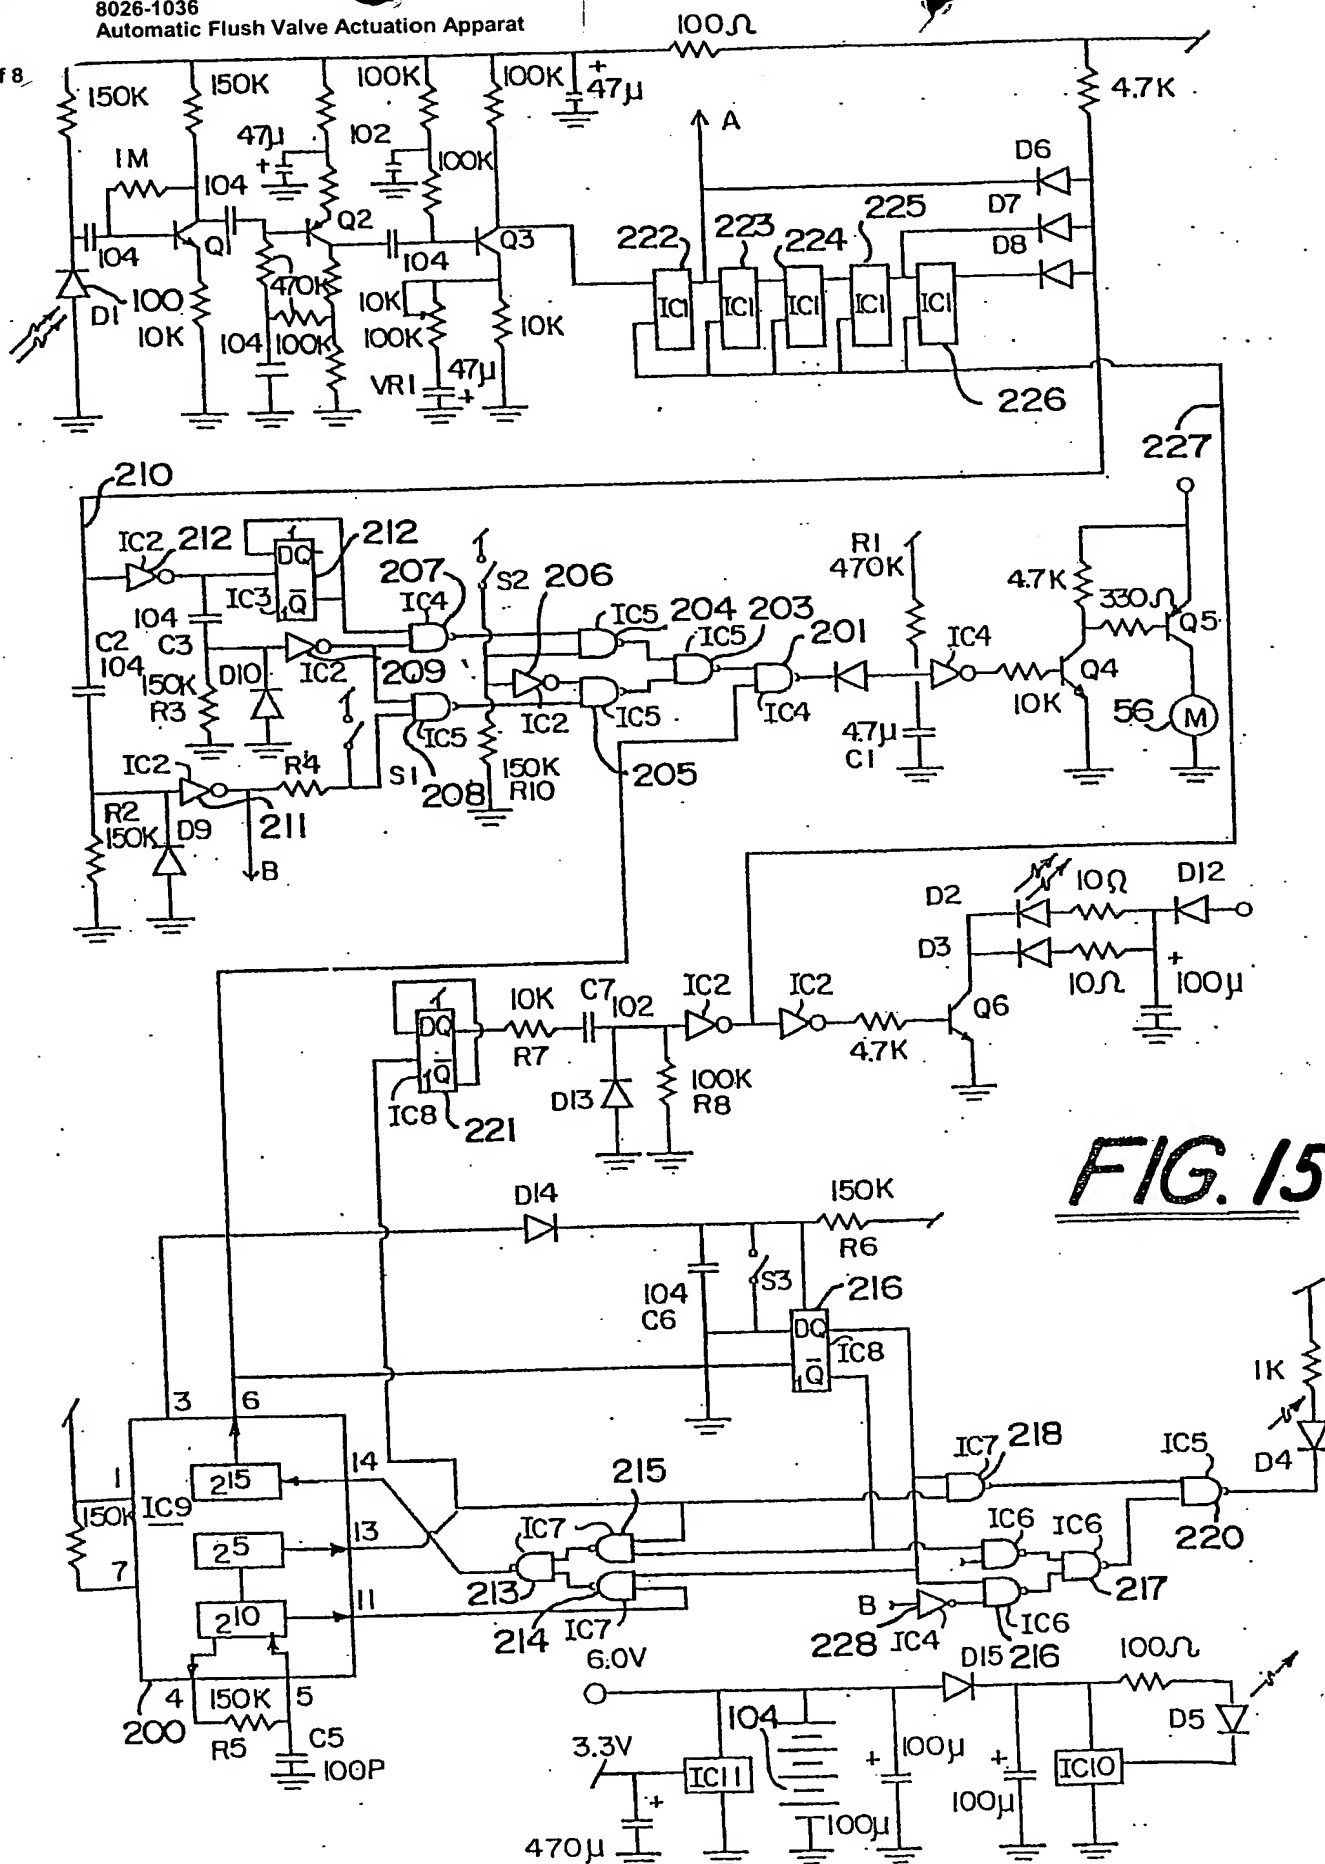 8026-1036
Automatic Flush Valve Actuation Apparat
f 8
100Ω
150K
150K
100K
100K
+
47μ
4.7K
A
1M
47μ
+
102
100K
D6
D7
D8
104
104
Q
Q2
104
Q3
222
223
224
225
IC1
IC1
IC1
IC1
IC1
100
D1
10K
470K
104
100K
10K
100K
VR1
47μ
+
10K
226
227
210
IC2
212
DQ
Q̄
212
IC3
207
IC4
S2
206
IC5
204
203
IC5
201
R1
470K
4.7K
330Ω
Q5
IC4
C2
104
104
C3
150K
R3
D10
IC2
209
IC5
IC2
IC5
IC4
Q4
10K
56
M
4.7μ
C1
IC2
R4
S1
208
150K
R10
205
R2
150K
D9
211
B
D2
10Ω
D12
D3
10Ω
+
100μ
DQ
Q̄
10K
R7
C7
102
IC2
IC2
4.7K
Q6
IC8
221
D13
100K
R8
FIG. 15
D14
150K
R6
104
C6
S3
216
DQ
Q̄
IC8
1K
D4
3
6
1
14
150K
IC9
215
25
210
13
7
11
215
IC7
213
214
IC7
IC7
218
IC5
220
IC6
IC6
217
B
228
IC4
IC6
216
200
4
150K
5
R5
C5
100P
6.0V
D15
100Ω
D5
3.3V
IC11
104
+
100μ
+
100μ
IC10
+
470μ
100μ